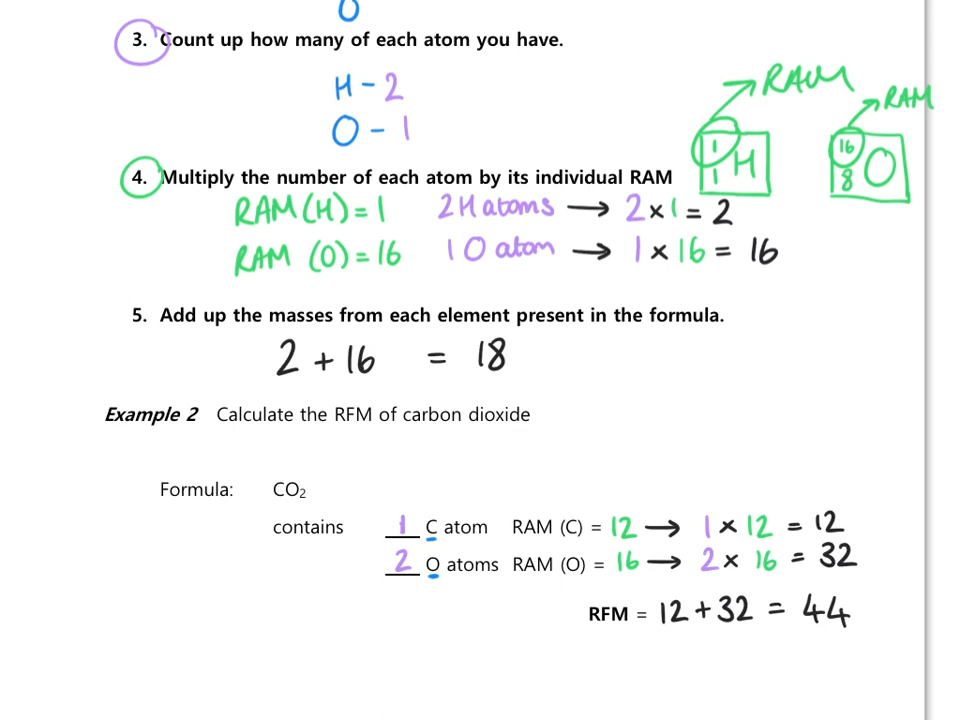 O
3. Count up how many of each atom you have.
H - 2
O - 1
RAM
RAM
1
1 H
16
8 O
4. Multiply the number of each atom by its individual RAM
RAM (H) = 1 2 H atoms → 2 x 1 = 2
RAM (O) = 16 1 O atom → 1 x 16 = 16
5. Add up the masses from each element present in the formula.
2 + 16 = 18
Example 2 Calculate the RFM of carbon dioxide
Formula: CO₂
contains 1 C atom RAM (C) = 12 → 1 x 12 = 12
2 O atoms RAM (O) = 16 → 2 x 16 = 32
RFM = 12 + 32 = 44